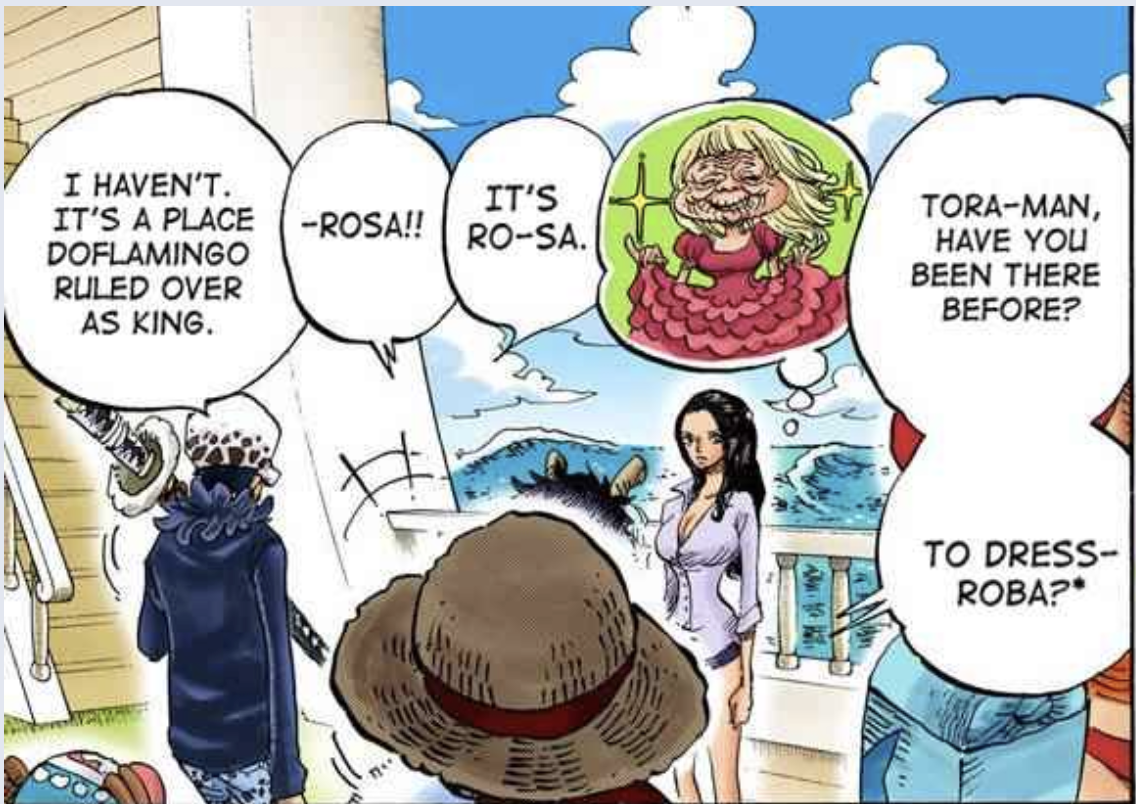 TORA-MAN,
HAVE YOU
BEEN THERE
BEFORE?
TO DRESS-
ROBA?*
IT'S
RO-SA.
-ROSA!!
I HAVEN'T.
IT'S A PLACE
DOFLAMINGO
RULED OVER
AS KING.